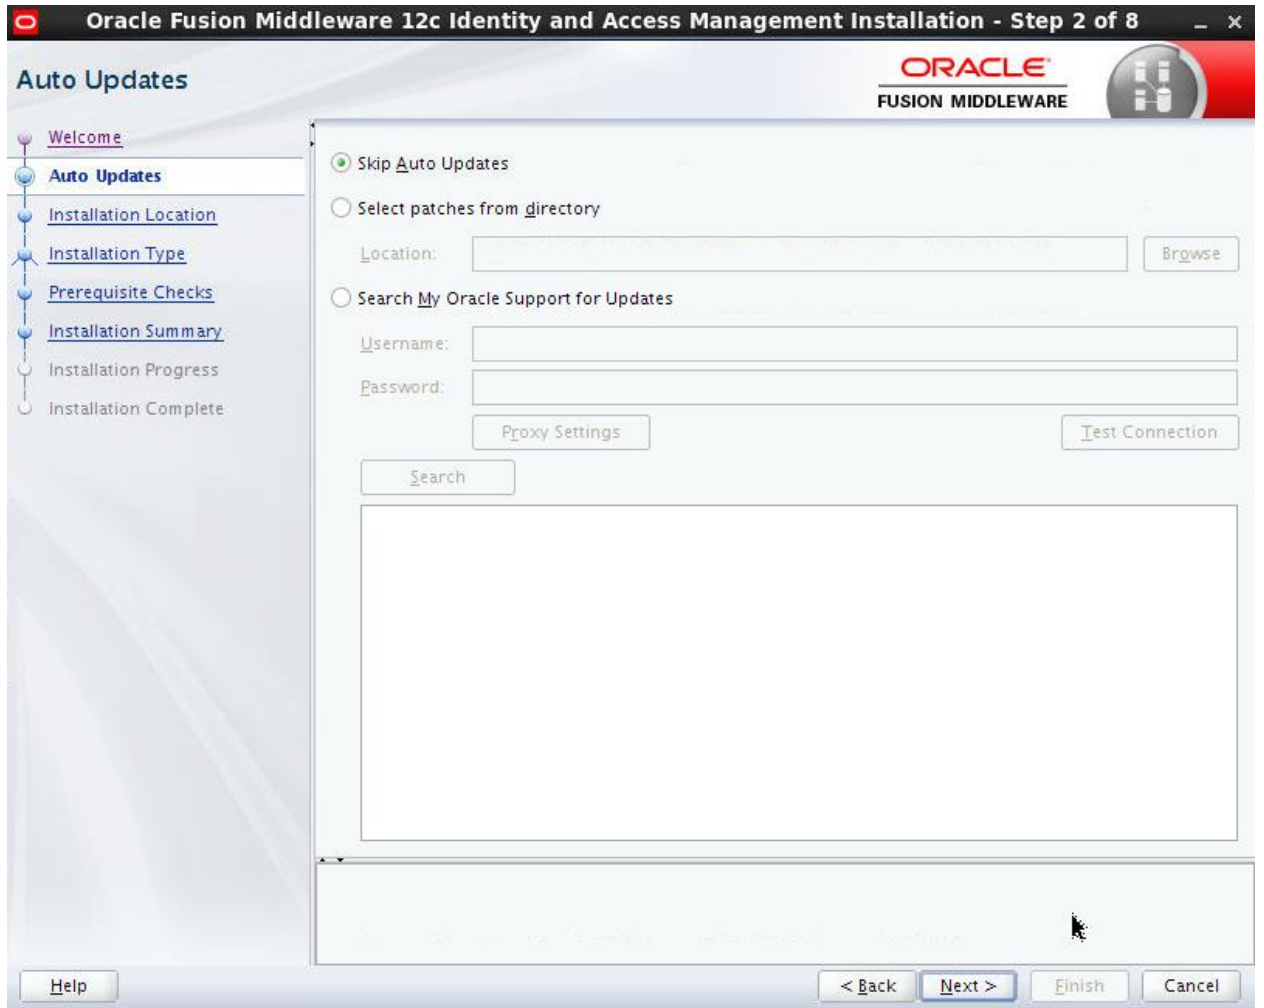 Oracle Fusion Middleware 12c Identity and Access Management Installation - Step 2 of 8
Auto Updates
ORACLE
FUSION MIDDLEWARE
Welcome
Auto Updates
Installation Location
Installation Type
Prerequisite Checks
Installation Summary
Installation Progress
Installation Complete
Skip Auto Updates
Select patches from directory
Location:
Browse
Search My Oracle Support for Updates
Username:
Password:
Proxy Settings
Test Connection
Search
Help
< Back
Next >
Finish
Cancel